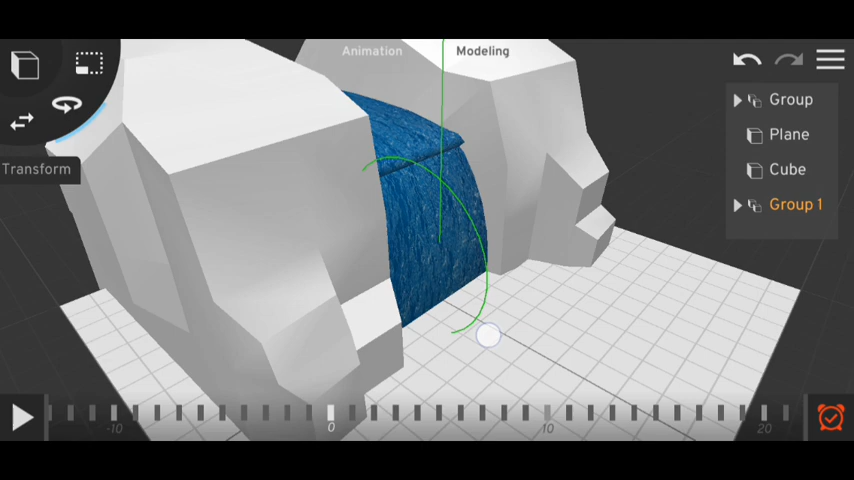 Animation
Modeling
Group
Plane
Cube
Group 1
Transform
-10
0
10
20